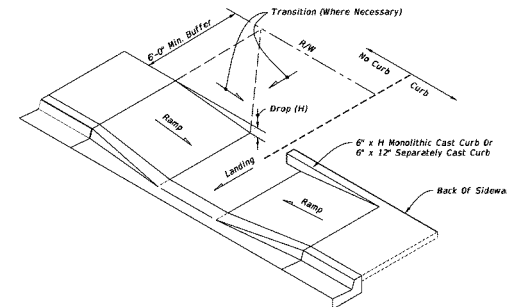 Transition (Where Necessary)
6'-0" Min. Buffer
R/W
No Curb
Curb
Drop (H)
Ramp
6" x H Monolithic Cast Curb Or
6" x 12" Separately Cast Curb
Landing
Back Of Sidewa
Ramp